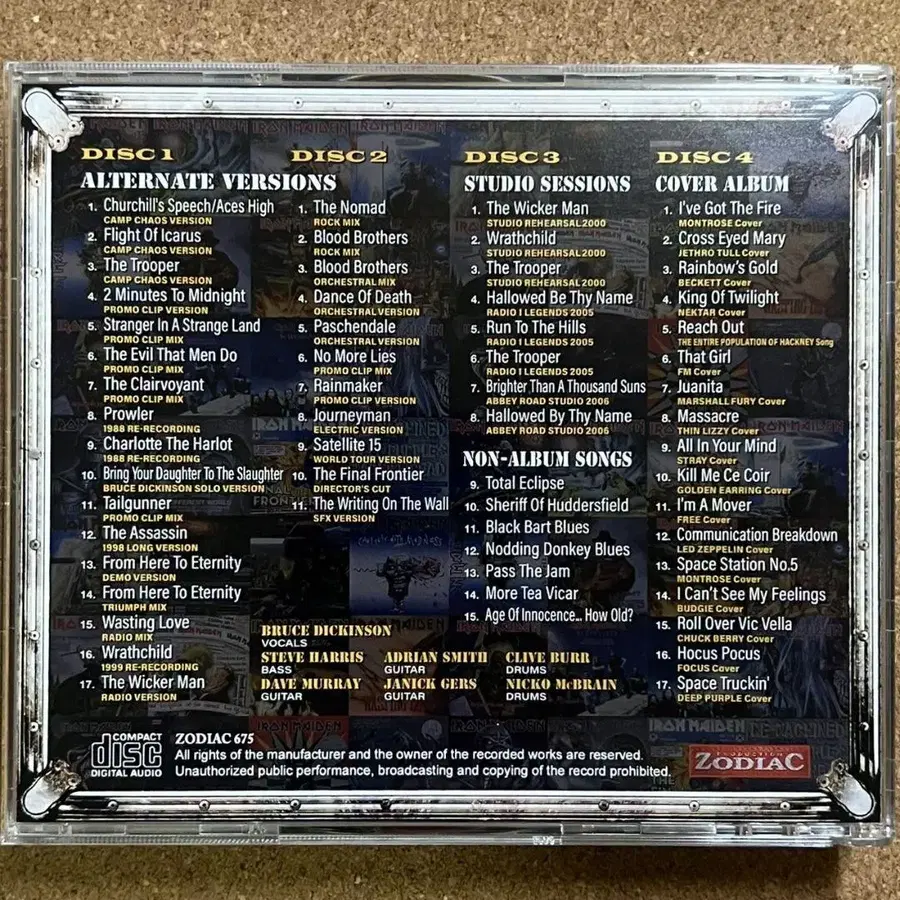 DISC 1
ALTERNATE VERSIONS
1. Churchill's Speech/Aces High
CAMP CHAOS VERSION
2. Flight Of Icarus
CAMP CHAOS VERSION
3. The Trooper
CAMP CHAOS VERSION
4. 2 Minutes To Midnight
PROMO CLIP VERSION
5. Stranger In A Strange Land
PROMO CLIP MIX
6. The Evil That Men Do
PROMO CLIP MIX
7. The Clairvoyant
PROMO CLIP MIX
8. Prowler
1988 RE-RECORDING
9. Charlotte The Harlot
1988 RE-RECORDING
10. Bring Your Daughter To The Slaughter
BRUCE DICKINSON SOLO VERSION
11. Tailgunner
PROMO CLIP MIX
12. The Assassin
1998 LONG VERSION
13. From Here To Eternity
DEMO VERSION
14. From Here To Eternity
TRIUMPH MIX
15. Wasting Love
RADIO MIX
16. Wrathchild
1999 RE-RECORDING
17. The Wicker Man
RADIO VERSION
DISC 2
1. The Nomad
ROCK MIX
2. Blood Brothers
ROCK MIX
3. Blood Brothers
ORCHESTRAL MIX
4. Dance Of Death
ORCHESTRAL VERSION
5. Paschendale
ORCHESTRAL VERSION
6. No More Lies
PROMO CLIP MIX
7. Rainmaker
PROMO CLIP VERSION
8. Journeyman
ELECTRIC VERSION
9. Satellite 15
WORLD TOUR VERSION
10. The Final Frontier
DIRECTOR'S CUT
11. The Writing On The Wall
SFX VERSION
DISC 3
STUDIO SESSIONS
1. The Wicker Man
STUDIO REHEARSAL 2000
2. Wrathchild
STUDIO REHEARSAL 2000
3. The Trooper
STUDIO REHEARSAL 2000
4. Hallowed Be Thy Name
RADIO 1 LEGENDS 2005
5. Run To The Hills
RADIO 1 LEGENDS 2005
6. The Trooper
RADIO 1 LEGENDS 2005
7. Brighter Than A Thousand Suns
ABBEY ROAD STUDIO 2006
8. Hallowed By Thy Name
ABBEY ROAD STUDIO 2006
NON-ALBUM SONGS
9. Total Eclipse
10. Sheriff Of Huddersfield
11. Black Bart Blues
12. Nodding Donkey Blues
13. Pass The Jam
14. More Tea Vicar
15. Age Of Innocence... How Old?
DISC 4
COVER ALBUM
1. I've Got The Fire
MONTROSE Cover
2. Cross Eyed Mary
JETHRO TULL Cover
3. Rainbow's Gold
BECKETT Cover
4. King Of Twilight
NEKTAR Cover
5. Reach Out
THE ENTIRE POPULATION OF HACKNEY Song
6. That Girl
FM Cover
7. Juanita
MARSHALL FURY Cover
8. Massacre
THIN LIZZY Cover
9. All In Your Mind
STRAY Cover
10. Kill Me Ce Coir
GOLDEN EARRING Cover
11. I'm A Mover
FREE Cover
12. Communication Breakdown
LED ZEPPELIN Cover
13. Space Station No.5
MONTROSE Cover
14. I Can't See My Feelings
BUDGIE Cover
15. Roll Over Vic Vella
CHUCK BERRY Cover
16. Hocus Pocus
FOCUS Cover
17. Space Truckin'
DEEP PURPLE Cover
BRUCE DICKINSON
VOCALS
STEVE HARRIS ADRIAN SMITH CLIVE BURR
BASS GUITAR DRUMS
DAVE MURRAY JANICK GERS NICKO McBRAIN
GUITAR GUITAR DRUMS
COMPACT
disc
DIGITAL AUDIO
ZODIAC 675
All rights of the manufacturer and the owner of the recorded works are reserved.
Unauthorized public performance, broadcasting and copying of the record prohibited.
ZODIAC